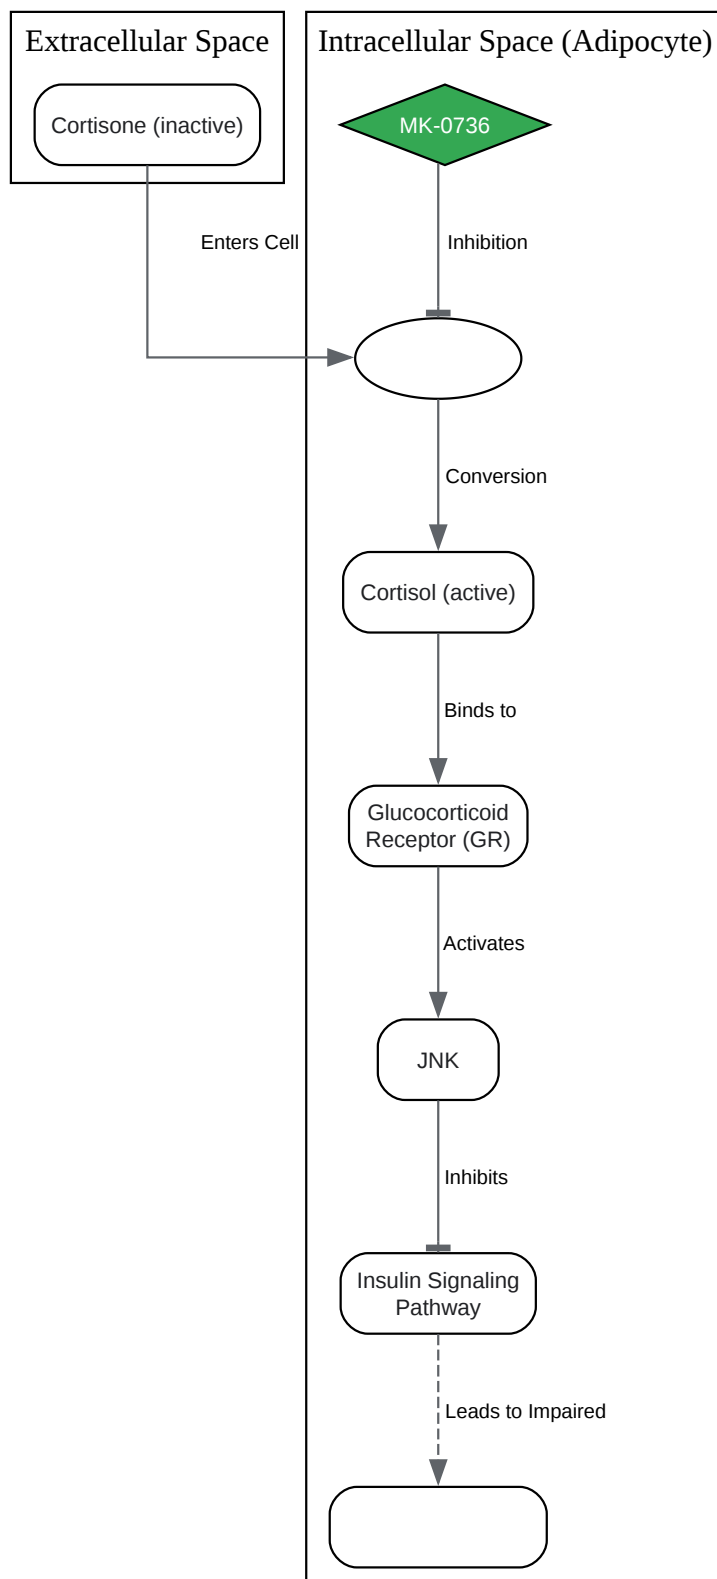 Extracellular Space
Intracellular Space (Adipocyte)
Cortisone (inactive)
MK-0736
Enters Cell
Inhibition
Conversion
Cortisol (active)
Binds to
Glucocorticoid
Receptor (GR)
Activates
JNK
Inhibits
Insulin Signaling
Pathway
Leads to Impaired